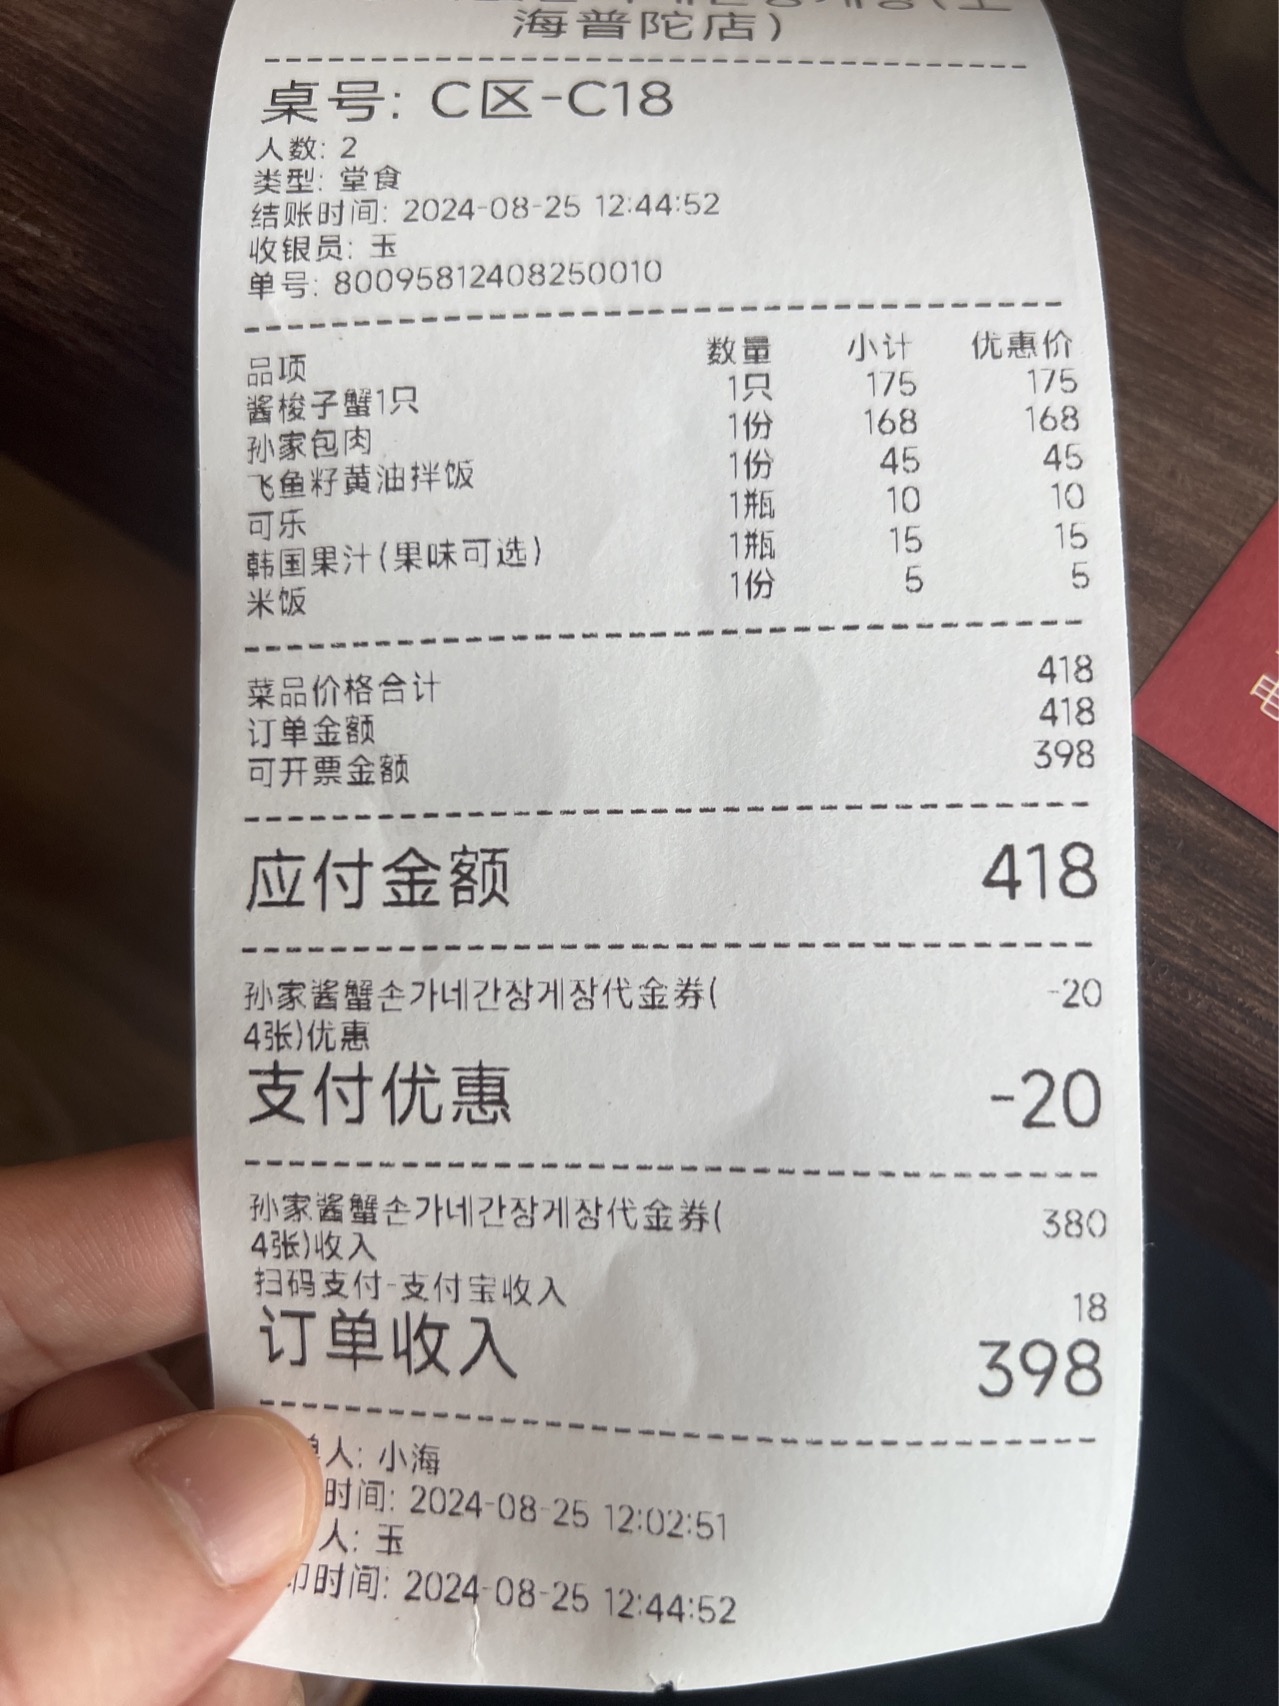 海普陀店)
桌号: C区-C18
人数: 2
类型: 堂食
结账时间: 2024-08-25 12:44:52
收银员: 玉
单号: 80095812408250010
品项 数量 小计 优惠价
酱梭子蟹1只 1只 175 175
孙家包肉 1份 168 168
飞鱼籽黄油拌饭 1份 45 45
可乐 1瓶 10 10
韩国果汁(果味可选) 1瓶 15 15
米饭 1份 5 5
菜品价格合计 418
订单金额 418
可开票金额 398
应付金额 418
孙家酱蟹손가네간장게장代金券( -20
4张)优惠
支付优惠 -20
孙家酱蟹손가네간장게장代金券( 380
4张)收入
扫码支付-支付宝收入 18
订单收入 398
人: 小海
时间: 2024-08-25 12:02:51
人: 玉
印时间: 2024-08-25 12:44:52